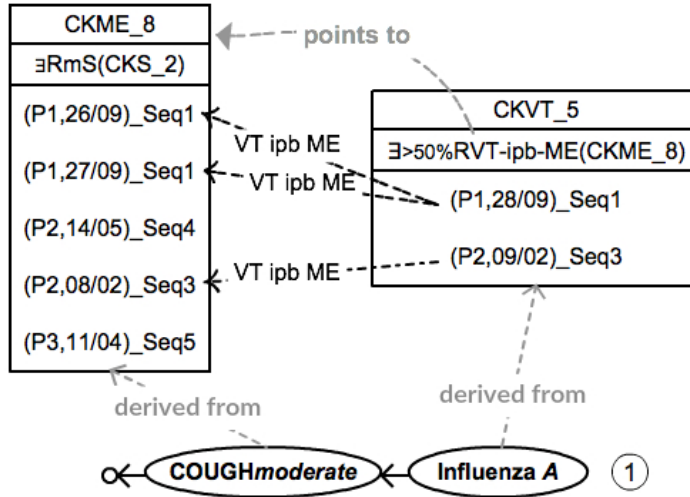 CKME_8
∃RmS(CKS_2)
(P1,26/09)_Seq1
(P1,27/09)_Seq1
(P2,14/05)_Seq4
(P2,08/02)_Seq3
(P3,11/04)_Seq5
points to
VT ipb ME
VT ipb ME
VT ipb ME
CKVT_5
∃>50%RVT-ipb-ME(CKME_8)
(P1,28/09)_Seq1
(P2,09/02)_Seq3
derived from
derived from
COUGHmoderate
Influenza A
1